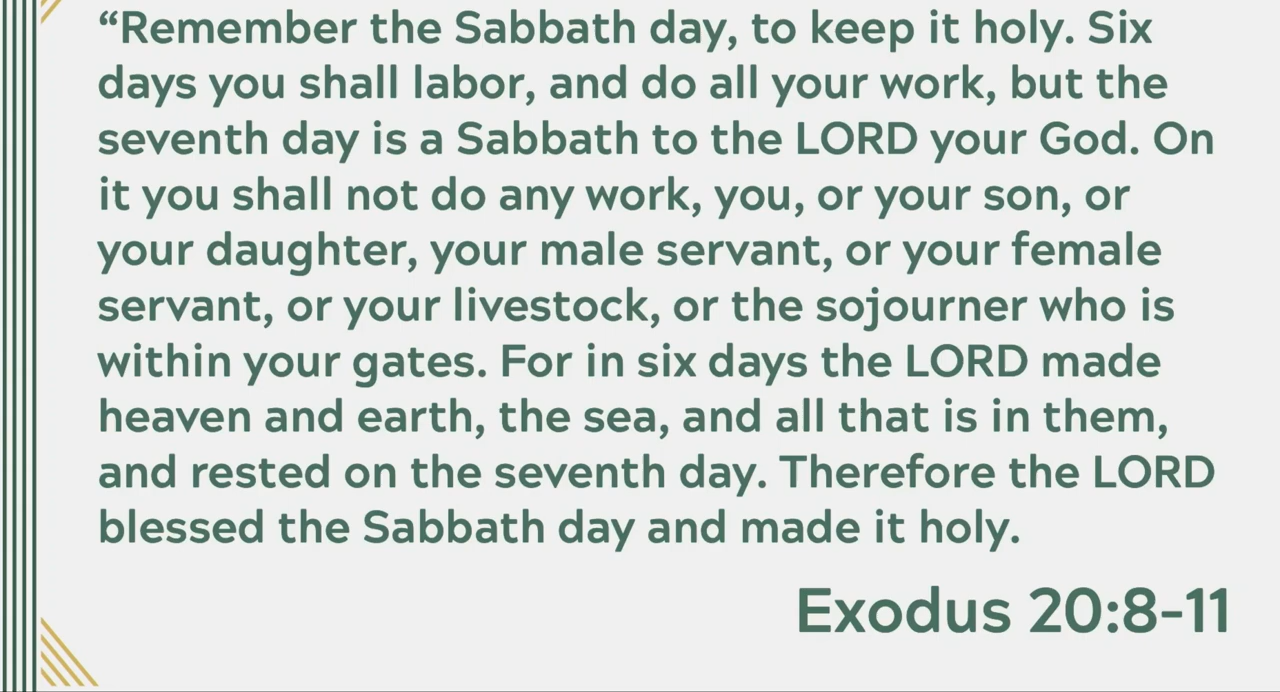 “Remember the Sabbath day, to keep it holy. Six
days you shall labor, and do all your work, but the
seventh day is a Sabbath to the LORD your God. On
it you shall not do any work, you, or your son, or
your daughter, your male servant, or your female
servant, or your livestock, or the sojourner who is
within your gates. For in six days the LORD made
heaven and earth, the sea, and all that is in them,
and rested on the seventh day. Therefore the LORD
blessed the Sabbath day and made it holy.
Exodus 20:8-11